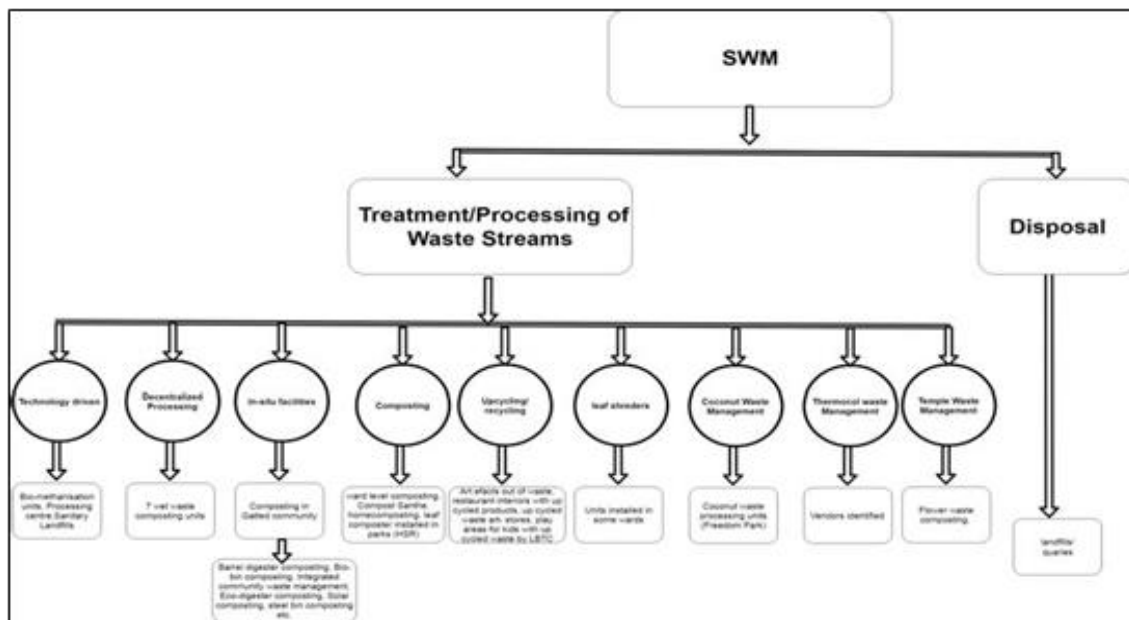 SWM
Treatment/Processing of
Waste Streams
Disposal
Technology driven
Decentralized
Processing
In-situ facilities
Composting
Upcycling/
recycling
leaf shreders
Coconut Waste
Management
Thermocol waste
Management
Temple Waste
Management
Bio-methanisation
units, Processing
centre,Sanitary
Landfills
7 wet waste
composting units
Composting in
Gatted community
ward level composting,
Compost Santhe,
homecomposting, leaf
composter installed in
parks (HSR)
Art efacts out of waste,
restaurant interiors with up
cycled products, up cycled
waste art- stores, play
areas for kids with up
cycled waste by LBTC
Units installed in
some wards
Coconut waste
processing units
(Freedom Park)
Vendors identified
Flower waste
composting,
landfills/
queries
Barrel digester composting, Bio-
bin composting, Integrated
community waste management,
Eco-digester composting, Solar
composting, steel bin composting
etc.